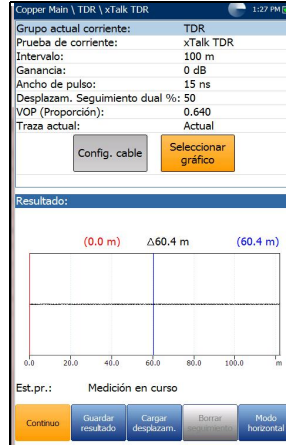 Copper Main \ TDR \ xTalk TDR 1:27 PM
Grupo actual corriente: TDR
Prueba de corriente: xTalk TDR
Intervalo: 100 m
Ganancia: 0 dB
Ancho de pulso: 15 ns
Desplazam. Seguimiento dual %: 50
VOP (Proporción): 0.640
Traza actual: Actual
Config. cable
Seleccionar
gráfico
Resultado:
(0.0 m) Δ60.4 m (60.4 m)
0.0 20.0 40.0 60.0 80.0 100.0 m
Est.pr.: Medición en curso
Continuo
Guardar
resultado
Cargar
desplazam.
Borrar
seguimiento
Modo
horizontal